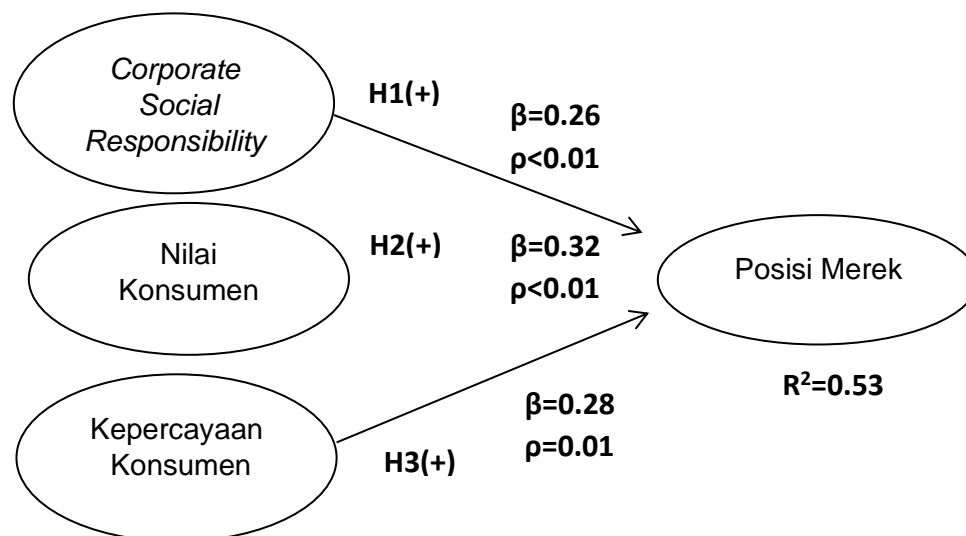 Corporate
Social
Responsibility
H1(+)
β=0.26
ρ<0.01
Nilai
Konsumen
H2(+)
β=0.32
ρ<0.01
Posisi Merek
R²=0.53
Kepercayaan
Konsumen
H3(+)
β=0.28
ρ=0.01